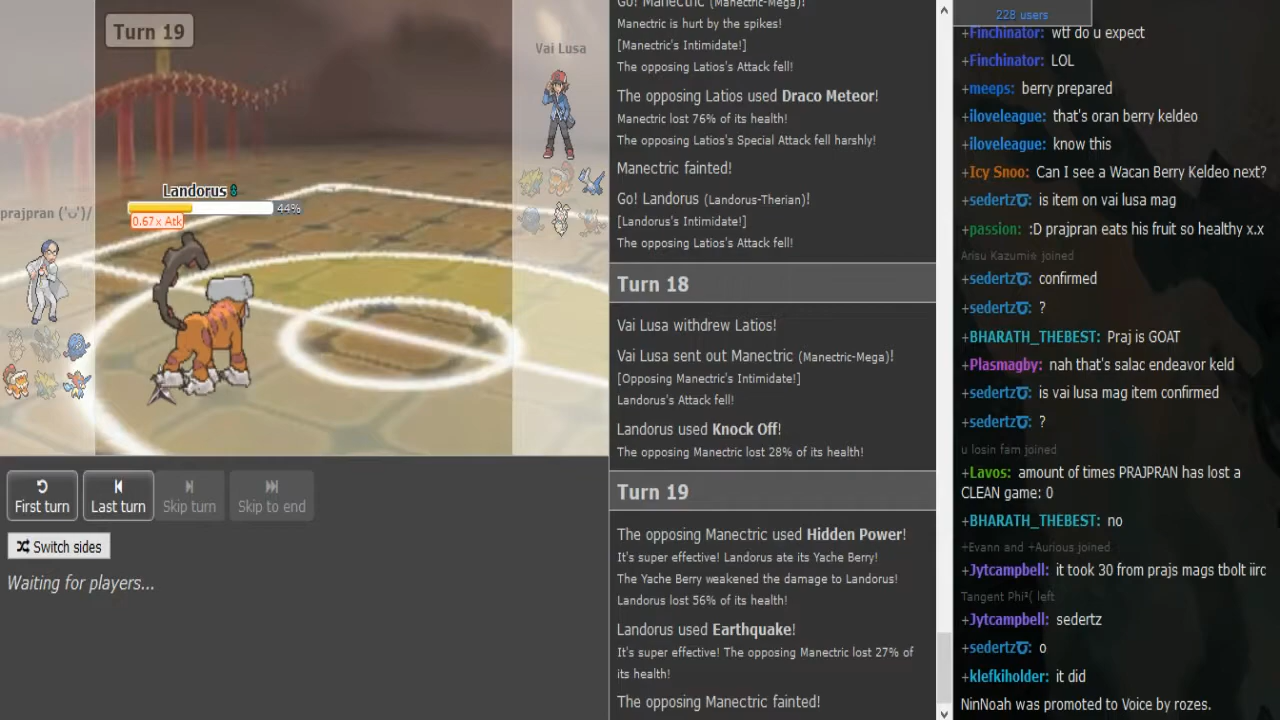 Turn 19
Vai Lusa
Landorus
44%
0.67× Atk
prajpran ('ᴗ')/
First turn
Last turn
Skip turn
Skip to end
Switch sides
Waiting for players...
Go! Manectric (Manectric-Mega)!
Manectric is hurt by the spikes!
[Manectric's Intimidate!]
The opposing Latios's Attack fell!
The opposing Latios used Draco Meteor!
Manectric lost 76% of its health!
The opposing Latios's Special Attack fell harshly!
Manectric fainted!
Go! Landorus (Landorus-Therian)!
[Landorus's Intimidate!]
The opposing Latios's Attack fell!
Turn 18
Vai Lusa withdrew Latios!
Vai Lusa sent out Manectric (Manectric-Mega)!
[Opposing Manectric's Intimidate!]
Landorus's Attack fell!
Landorus used Knock Off!
The opposing Manectric lost 28% of its health!
Turn 19
The opposing Manectric used Hidden Power!
It's super effective! Landorus ate its Yache Berry!
The Yache Berry weakened the damage to Landorus!
Landorus lost 56% of its health!
Landorus used Earthquake!
It's super effective! The opposing Manectric lost 27% of
its health!
The opposing Manectric fainted!
228 users
+Finchinator: wtf do u expect
+Finchinator: LOL
+meeps: berry prepared
+iloveleague: that's oran berry keldeo
+iloveleague: know this
+Icy Snoo: Can I see a Wacan Berry Keldeo next?
+sedertz℧: is item on vai lusa mag
+passion: :D prajpran eats his fruit so healthy x.x
Arisu Kazumi∗ joined
+sedertz℧: confirmed
+sedertz℧: ?
+BHARATH_THEBEST: Praj is GOAT
+Plasmagby: nah that's salac endeavor keld
+sedertz℧: is vai lusa mag item confirmed
+sedertz℧: ?
u losin fam joined
+Lavos: amount of times PRAJPRAN has lost a
CLEAN game: 0
+BHARATH_THEBEST: no
+Evann and +Aurious joined
+Jytcampbell: it took 30 from prajs mags tbolt iirc
Tangent Phi²( left
+Jytcampbell: sedertz
+sedertz℧: o
+klefkiholder: it did
NinNoah was promoted to Voice by rozes.